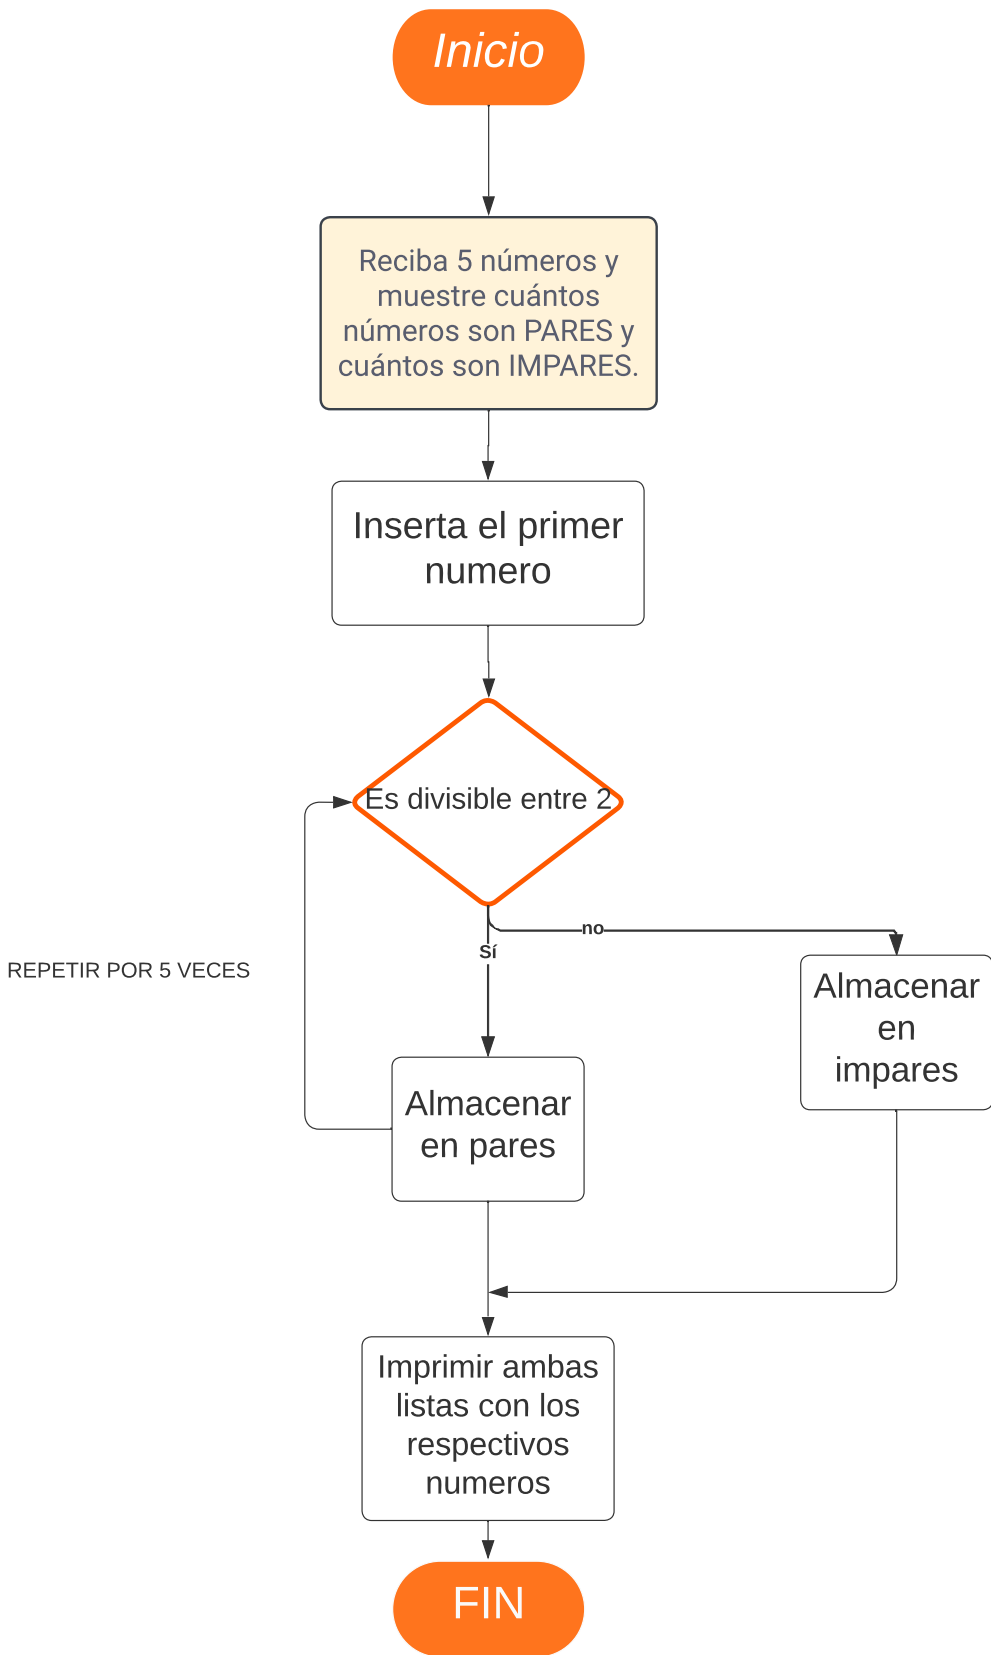 Inicio
Reciba 5 números y
muestre cuántos
números son PARES y
cuántos son IMPARES.
Inserta el primer
numero
Es divisible entre 2
no
Sí
REPETIR POR 5 VECES
Almacenar
en
impares
Almacenar
en pares
Imprimir ambas
listas con los
respectivos
numeros
FIN